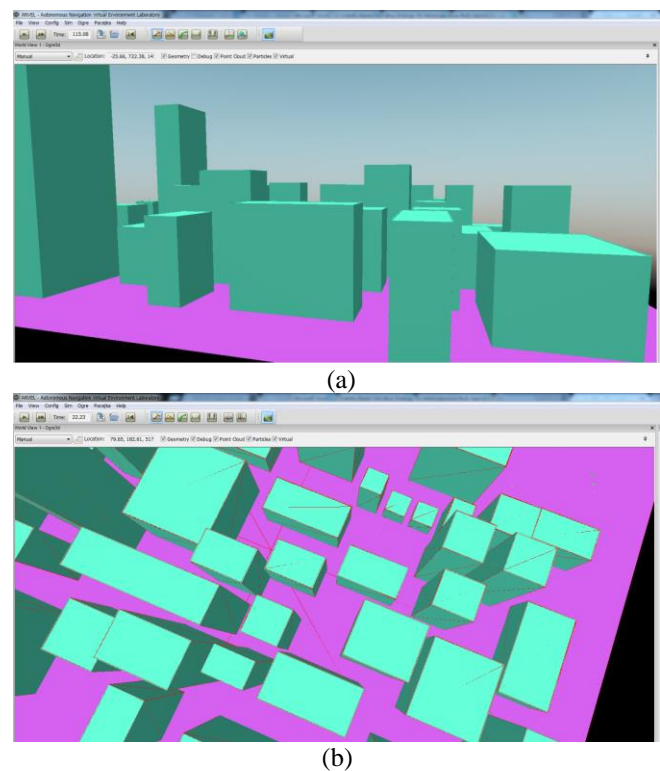 ANVEL - Autonomous Navigation Virtual Environment Laboratory
File View Config Sim Ogre Parajka Help
Time: 115.08
World View 1 - Ogre3d
Manual Location: -25.66, 722.38, 14 Geometry Debug Point Cloud Particles Virtual
(a)
ANVEL - Autonomous Navigation Virtual Environment Laboratory
File View Config Sim Ogre Parajka Help
Time: 22.23
World View 1 - Ogre3d
Manual Location: 79.85, 182.81, 517 Geometry Debug Point Cloud Particles Virtual
(b)